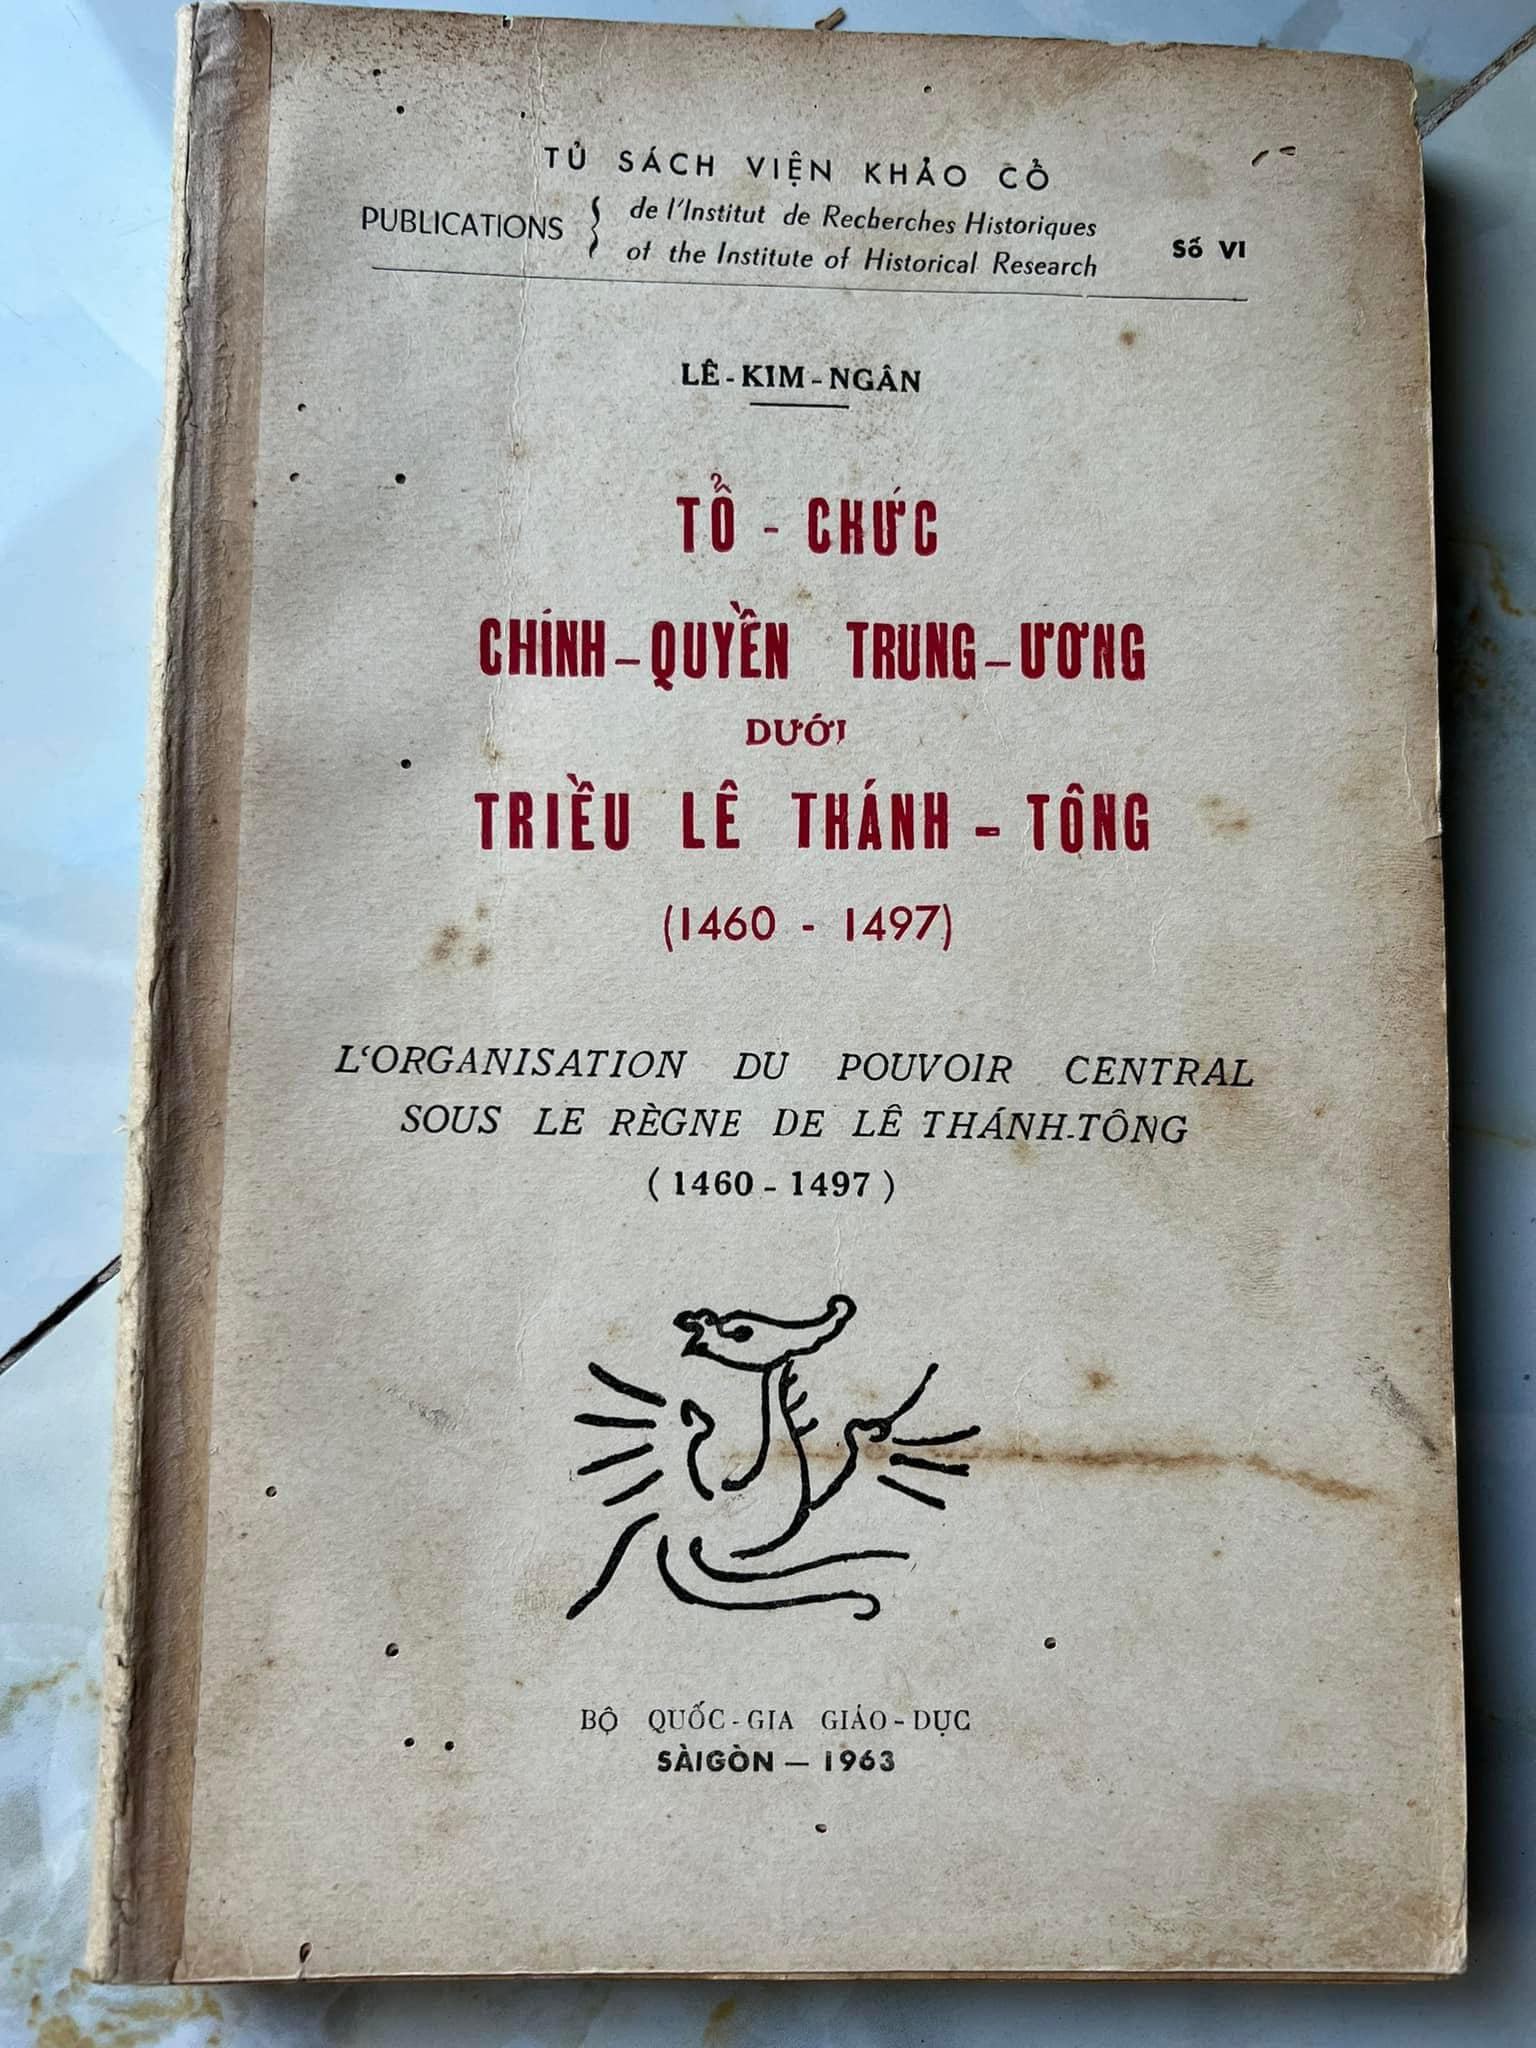 TỦ SÁCH VIỆN KHẢO CỔ
PUBLICATIONS { de l'Institut de Recherches Historiques
of the Institute of Historical Research
Số VI
LÊ-KIM-NGÂN
TỔ - CHỨC
CHÍNH-QUYỀN TRUNG-ƯƠNG
DƯỚI
TRIỀU LÊ THÁNH-TÔNG
(1460 - 1497)
L'ORGANISATION DU POUVOIR CENTRAL
SOUS LE RÈGNE DE LÊ THÁNH-TÔNG
(1460 - 1497)
BỘ QUỐC-GIA GIÁO-DỤC
SÀIGÒN — 1963